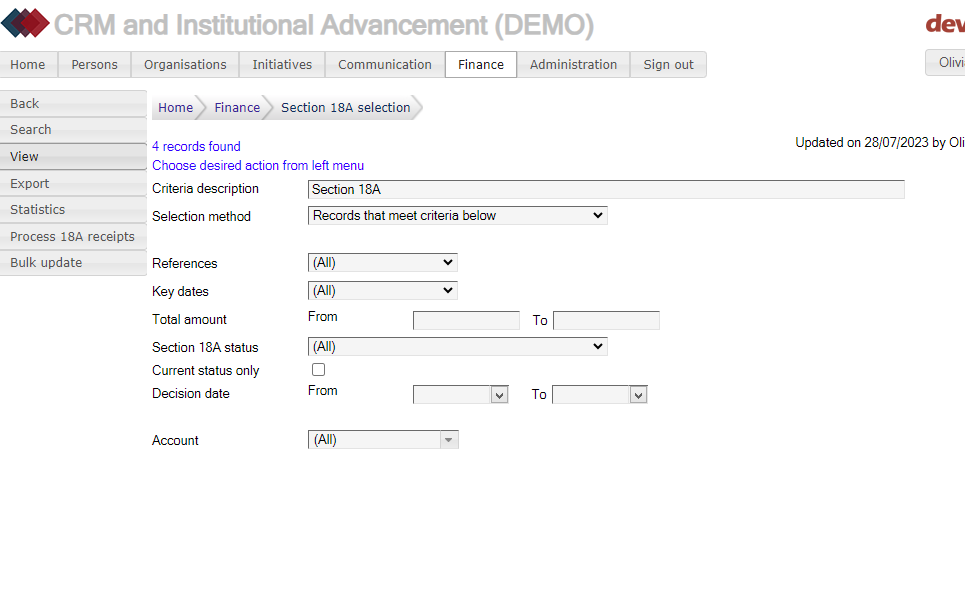 CRM and Institutional Advancement (DEMO)
Home Persons Organisations Initiatives Communication Finance Administration Sign out
Back
Search
View
Export
Statistics
Process 18A receipts
Bulk update
Home Finance Section 18A selection
4 records found
Updated on 28/07/2023 by
Choose desired action from left menu
Criteria description Section 18A
Selection method Records that meet criteria below
References (All)
Key dates (All)
Total amount From To
Section 18A status (All)
Current status only
Decision date From To
Account (All)